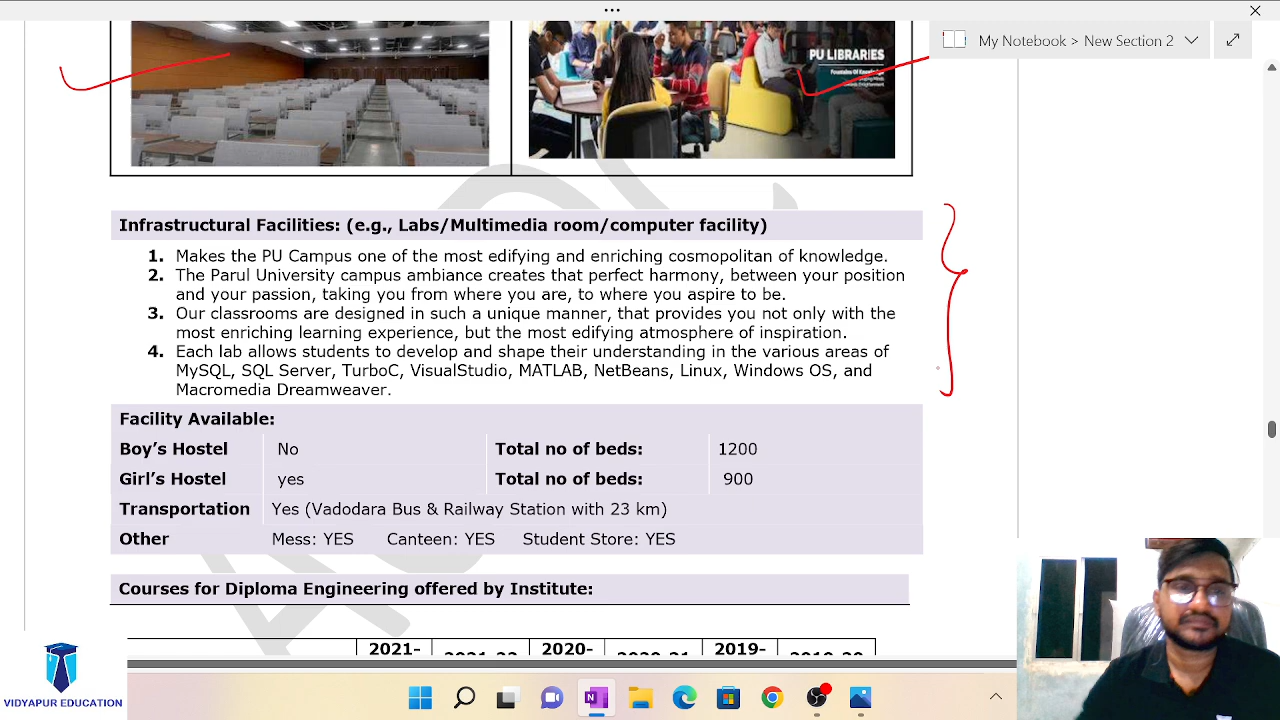 ...
My Notebook > New Section 2
PU LIBRARIES
Infrastructural Facilities: (e.g., Labs/Multimedia room/computer facility)
1. Makes the PU Campus one of the most edifying and enriching cosmopolitan of knowledge.
2. The Parul University campus ambiance creates that perfect harmony, between your position
and your passion, taking you from where you are, to where you aspire to be.
3. Our classrooms are designed in such a unique manner, that provides you not only with the
most enriching learning experience, but the most edifying atmosphere of inspiration.
4. Each lab allows students to develop and shape their understanding in the various areas of
MySQL, SQL Server, TurboC, VisualStudio, MATLAB, NetBeans, Linux, Windows OS, and
Macromedia Dreamweaver.
Facility Available:
Boy's Hostel No Total no of beds: 1200
Girl's Hostel yes Total no of beds: 900
Transportation Yes (Vadodara Bus & Railway Station with 23 km)
Other Mess: YES Canteen: YES Student Store: YES
Courses for Diploma Engineering offered by Institute:
2021- 2020- 2019-
VIDYAPUR EDUCATION